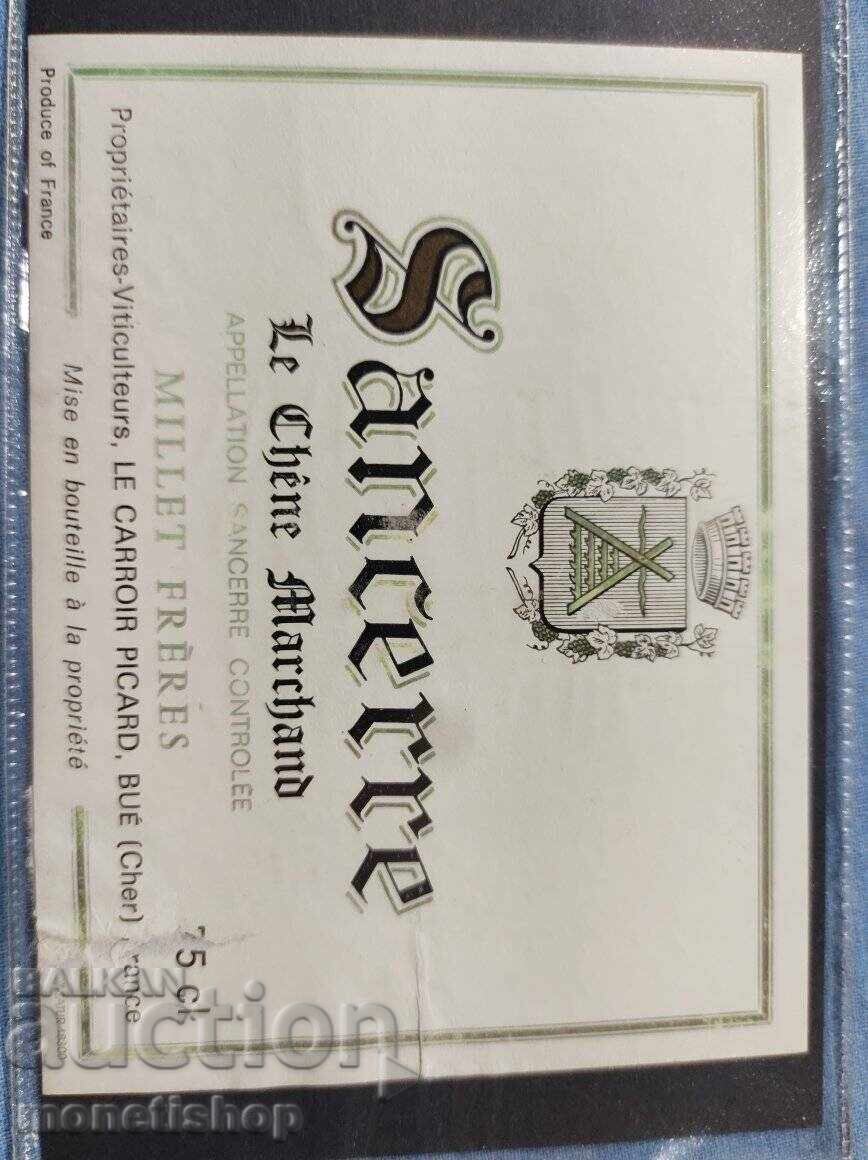 Sancerre
Le Chêne Marchand
APPELLATION SANCERRE CONTROLÉE
MILLET FRÈRES
75 cl
Propriétaires-Viticulteurs, LE CARROIR PICARD, BUÉ (Cher) France
Mise en bouteille à la propriété
Produce of France
BALKAN
auction
monetishop